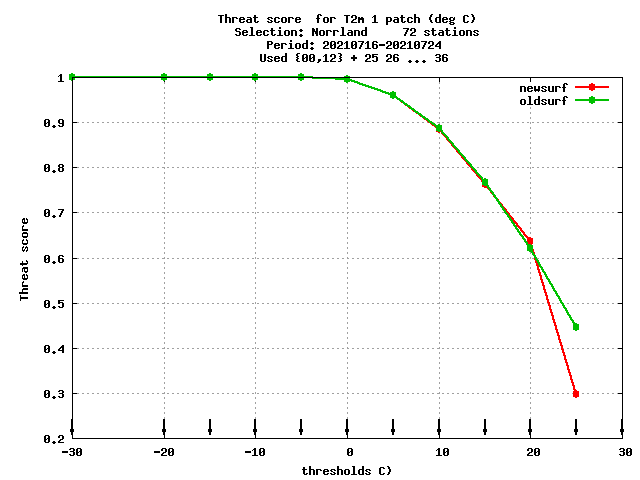 Threat score  for T2m 1 patch (deg C)
Selection: Norrland     72 stations
Period: 20210716-20210724
Used {00,12} + 25 26 ... 36
newsurf
oldsurf
1
0.9
0.8
0.7
0.6
0.5
0.4
0.3
0.2
Threat score
-30 -20 -10 0 10 20 30
thresholds C)